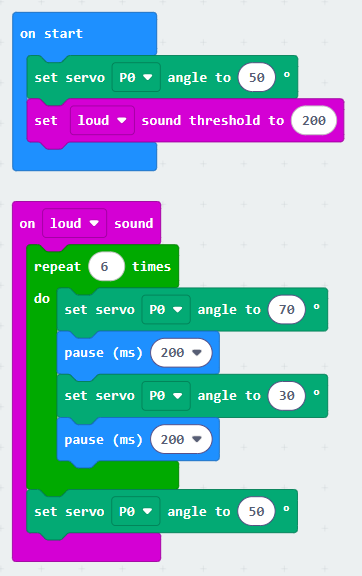 on start
set servo P0 angle to 50 °
set loud sound threshold to 200
on loud sound
repeat 6 times
do
set servo P0 angle to 70 °
pause (ms) 200
set servo P0 angle to 30 °
pause (ms) 200
set servo P0 angle to 50 °